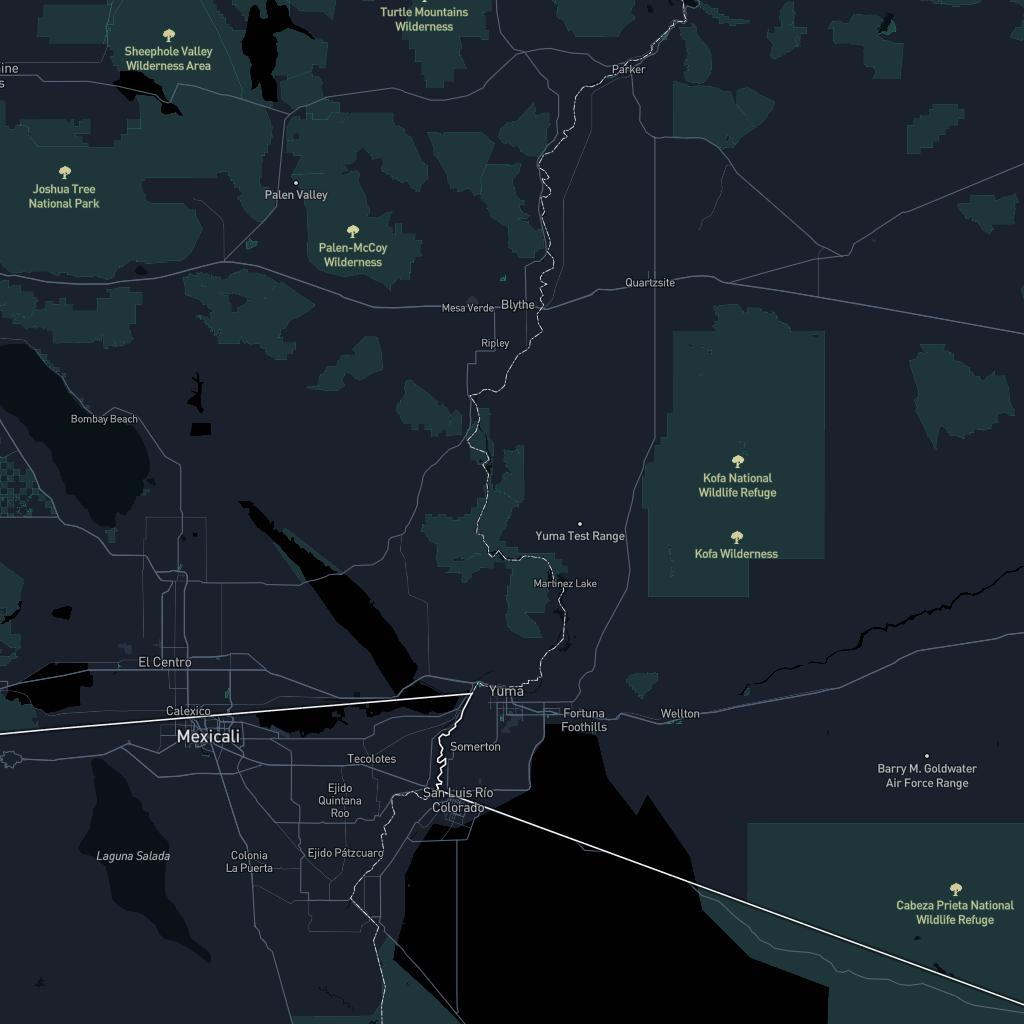 Turtle Mountains
Wilderness
Sheephole Valley
Wilderness Area
Parker
Joshua Tree
National Park
Palen Valley
Palen-McCoy
Wilderness
Quartzsite
Mesa Verde
Blythe
Ripley
Bombay Beach
Kofa National
Wildlife Refuge
Yuma Test Range
Kofa Wilderness
Martinez Lake
El Centro
Yuma
Calexico
Fortuna
Foothills
Wellton
Mexicali
Somerton
Tecolotes
Barry M. Goldwater
Air Force Range
Ejido
Quintana
Roo
San Luis Río
Colorado
Laguna Salada
Colonia
La Puerta
Ejido Pátzcuaro
Cabeza Prieta National
Wildlife Refuge